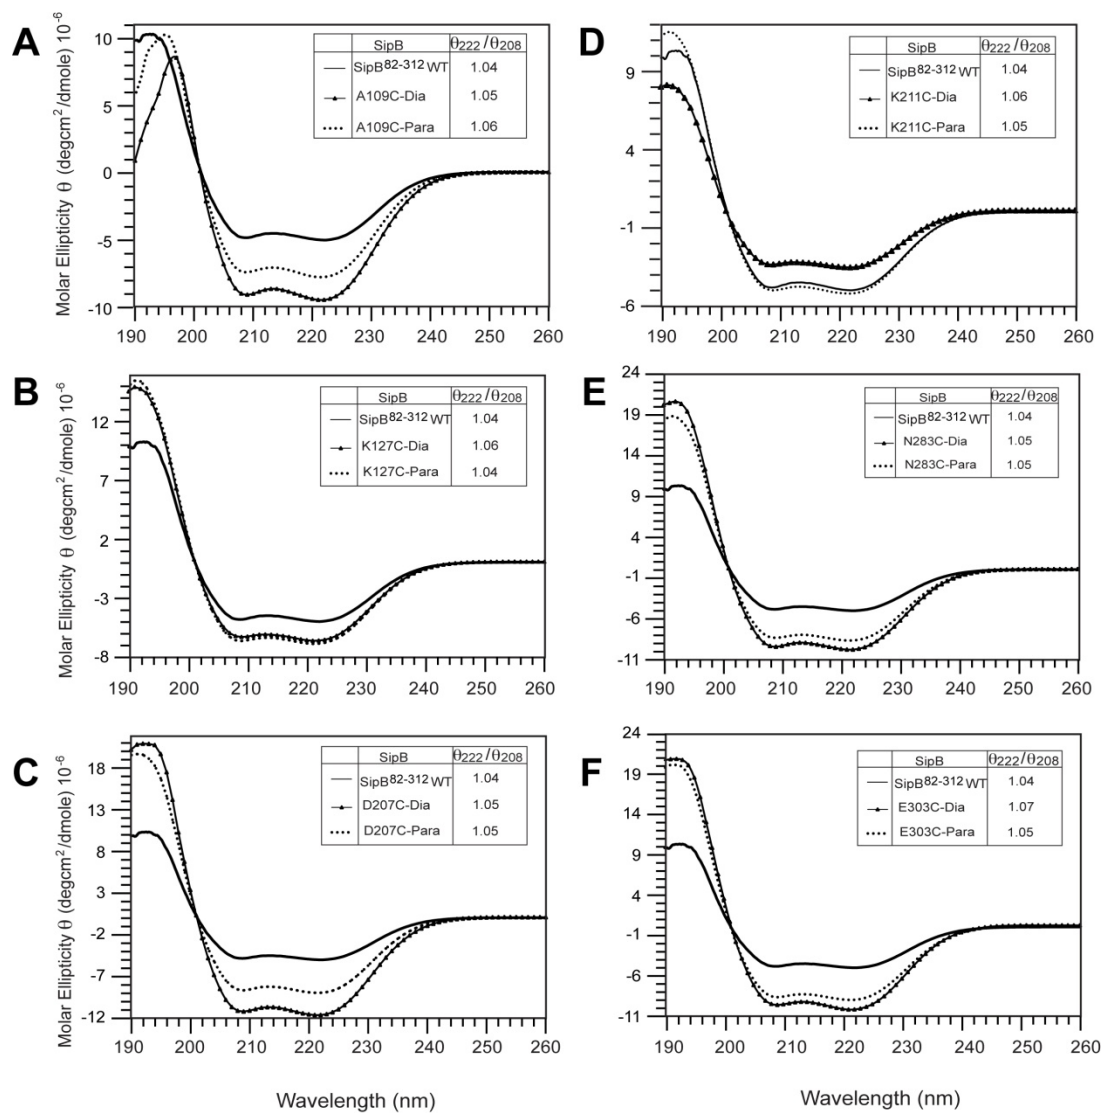 A
Molar Ellipticity θ (degcm²/dmole) 10⁻⁶
10
5
0
-5
-10
SipB θ₂₂₂/θ₂₀₈
SipB⁸²⁻³¹² WT 1.04
A109C-Dia 1.05
A109C-Para 1.06
190 200 210 220 230 240 250 260
D
9
4
-1
-6
SipB θ₂₂₂/θ₂₀₈
SipB⁸²⁻³¹² WT 1.04
K211C-Dia 1.06
K211C-Para 1.05
190 200 210 220 230 240 250 260
B
Molar Ellipticity θ (degcm²/dmole) 10⁻⁶
12
7
2
-3
-8
SipB θ₂₂₂/θ₂₀₈
SipB⁸²⁻³¹² WT 1.04
K127C-Dia 1.06
K127C-Para 1.04
190 200 210 220 230 240 250 260
E
24
19
14
9
4
-1
-6
-11
SipB θ₂₂₂/θ₂₀₈
SipB⁸²⁻³¹² WT 1.04
N283C-Dia 1.05
N283C-Para 1.05
190 200 210 220 230 240 250 260
C
Molar Ellipticity θ (degcm²/dmole) 10⁻⁶
18
13
8
3
-2
-7
-12
SipB θ₂₂₂/θ₂₀₈
SipB⁸²⁻³¹² WT 1.04
D207C-Dia 1.05
D207C-Para 1.05
190 200 210 220 230 240 250 260
Wavelength (nm)
F
24
19
14
9
4
-1
-6
-11
SipB θ₂₂₂/θ₂₀₈
SipB⁸²⁻³¹² WT 1.04
E303C-Dia 1.07
E303C-Para 1.05
190 200 210 220 230 240 250 260
Wavelength (nm)